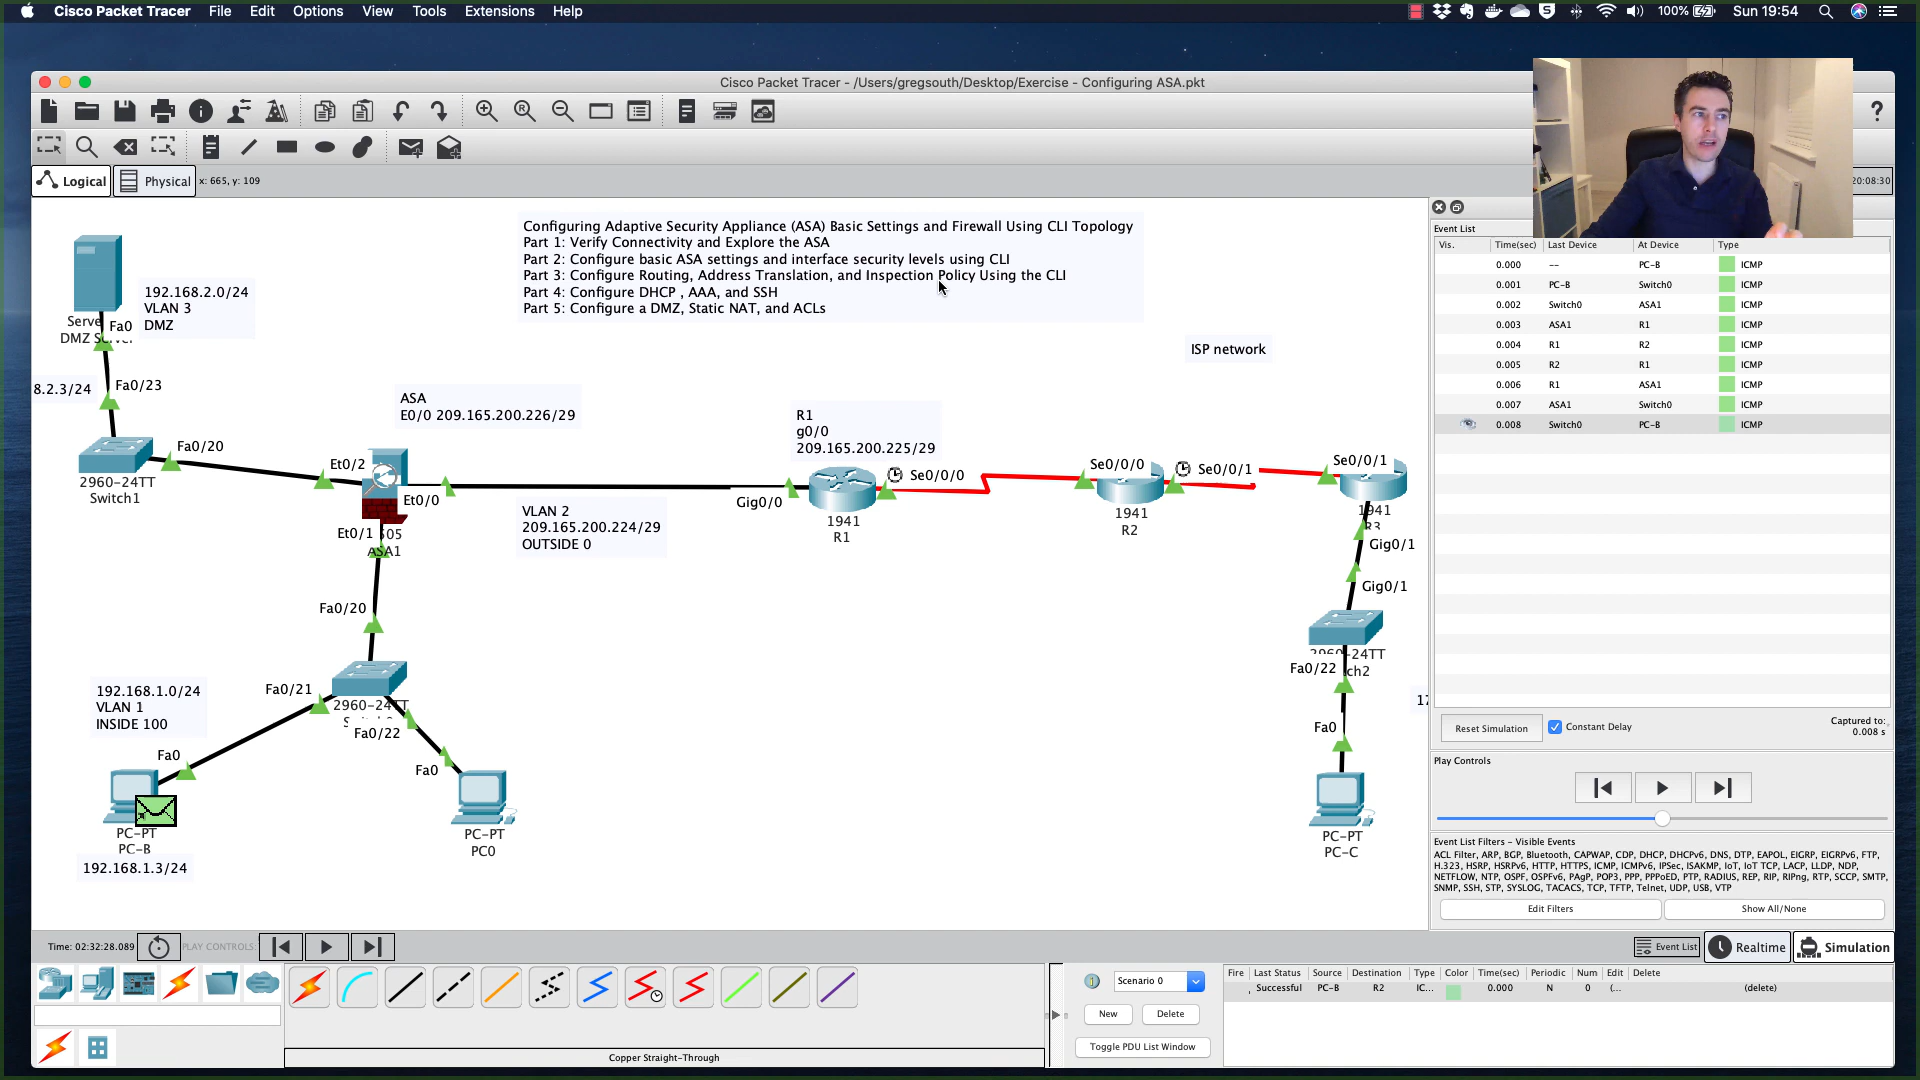 Cisco Packet Tracer File Edit Options View Tools Extensions Help
100% Sun 19:54
Cisco Packet Tracer - /Users/gregsouth/Desktop/Exercise - Configuring ASA.pkt
Logical Physical x: 665, y: 109
20:08:30
Configuring Adaptive Security Appliance (ASA) Basic Settings and Firewall Using CLI Topology
Part 1: Verify Connectivity and Explore the ASA
Part 2: Configure basic ASA settings and interface security levels using CLI
Part 3: Configure Routing, Address Translation, and Inspection Policy Using the CLI
Part 4: Configure DHCP , AAA, and SSH
Part 5: Configure a DMZ, Static NAT, and ACLs
192.168.2.0/24
VLAN 3
DMZ
Fa0
DMZ
8.2.3/24
Fa0/23
Fa0/20
2960-24TT
Switch1
ISP network
ASA
E0/0 209.165.200.226/29
Et0/2
Et0/0
Et0/1
ASA1
VLAN 2
209.165.200.224/29
OUTSIDE 0
R1
g0/0
209.165.200.225/29
Gig0/0
Se0/0/0
1941
R1
Se0/0/0
Se0/0/1
1941
R2
Se0/0/1
1941
R3
Gig0/1
Gig0/1
2960-24TT
Fa0/22
Fa0
PC-PT
PC-C
Fa0/20
Fa0/21
2960-24TT
Fa0/22
Fa0
PC-PT
PC0
192.168.1.0/24
VLAN 1
INSIDE 100
Fa0
PC-PT
PC-B
192.168.1.3/24
Event List
Vis. Time(sec) Last Device At Device Type
0.000 -- PC-B ICMP
0.001 PC-B Switch0 ICMP
0.002 Switch0 ASA1 ICMP
0.003 ASA1 R1 ICMP
0.004 R1 R2 ICMP
0.005 R2 R1 ICMP
0.006 R1 ASA1 ICMP
0.007 ASA1 Switch0 ICMP
0.008 Switch0 PC-B ICMP
Reset Simulation Constant Delay
Captured to:
0.008 s
Play Controls
Event List Filters - Visible Events
ACL Filter, ARP, BGP, Bluetooth, CAPWAP, CDP, DHCP, DHCPv6, DNS, DTP, EAPOL, EIGRP, EIGRPv6, FTP,
H.323, HSRP, HSRPv6, HTTP, HTTPS, ICMP, ICMPv6, IPSec, ISAKMP, IoT, IoT TCP, LACP, LLDP, NDP,
NETFLOW, NTP, OSPF, OSPFv6, PAgP, POP3, PPP, PPPoED, PTP, RADIUS, REP, RIP, RIPng, RTP, SCCP, SMTP,
SNMP, SSH, STP, SYSLOG, TACACS, TCP, TFTP, Telnet, UDP, USB, VTP
Edit Filters Show All/None
Time: 02:32:28.089 PLAY CONTROLS:
Event List Realtime Simulation
Scenario 0
New Delete
Toggle PDU List Window
Fire Last Status Source Destination Type Color Time(sec) Periodic Num Edit Delete
Successful PC-B R2 IC... 0.000 N 0 (... (delete)
Copper Straight-Through